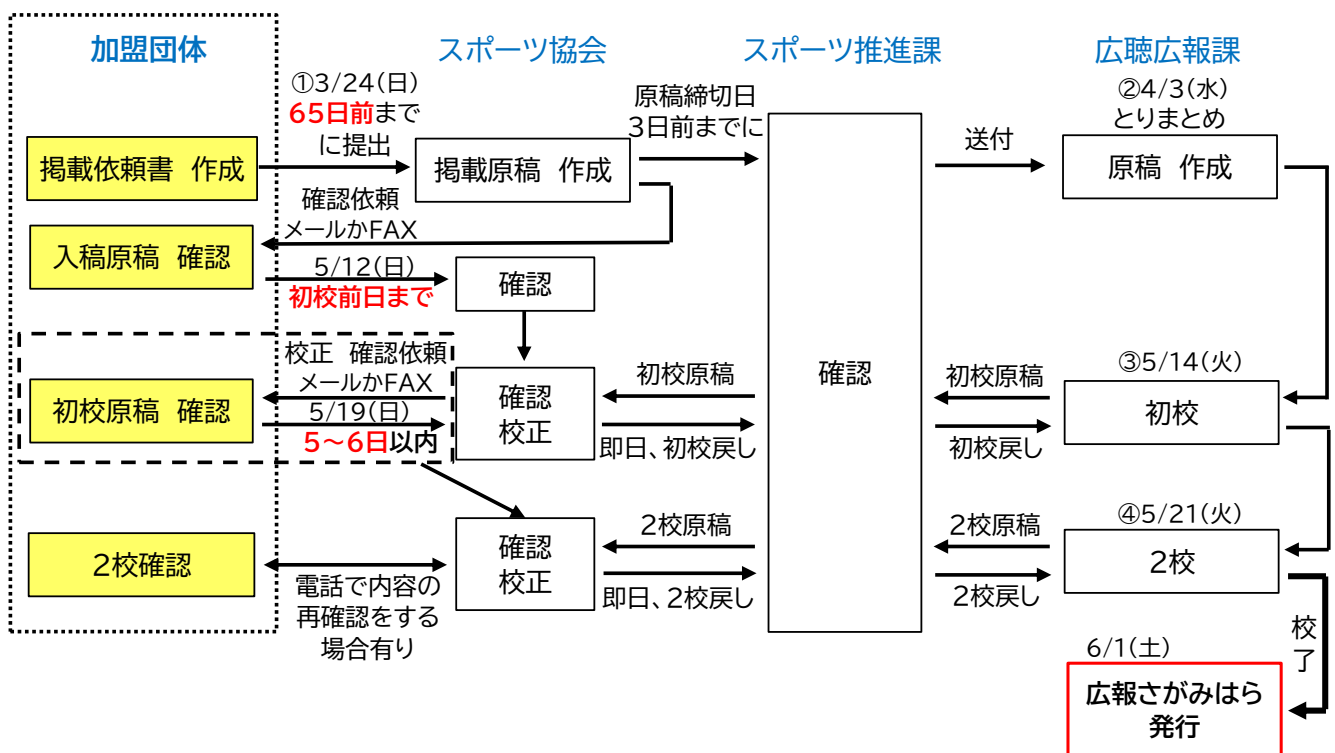 加盟団体
スポーツ協会
スポーツ推進課
広聴広報課
①3/24(日)
65日前まで
に提出
原稿締切日
3日前までに
②4/3(水)
とりまとめ
掲載依頼書 作成
掲載原稿 作成
送付
原稿 作成
確認依頼
メールかFAX
入稿原稿 確認
5/12(日)
初校前日まで
確認
確認
校正 確認依頼
メールかFAX
初校原稿 確認
5/19(日)
5～6日以内
確認
校正
初校原稿
即日、初校戻し
初校原稿
初校戻し
③5/14(火)
初校
2校確認
電話で内容の
再確認をする
場合有り
確認
校正
2校原稿
即日、2校戻し
2校原稿
2校戻し
④5/21(火)
2校
校了
6/1(土)
広報さがみはら
発行